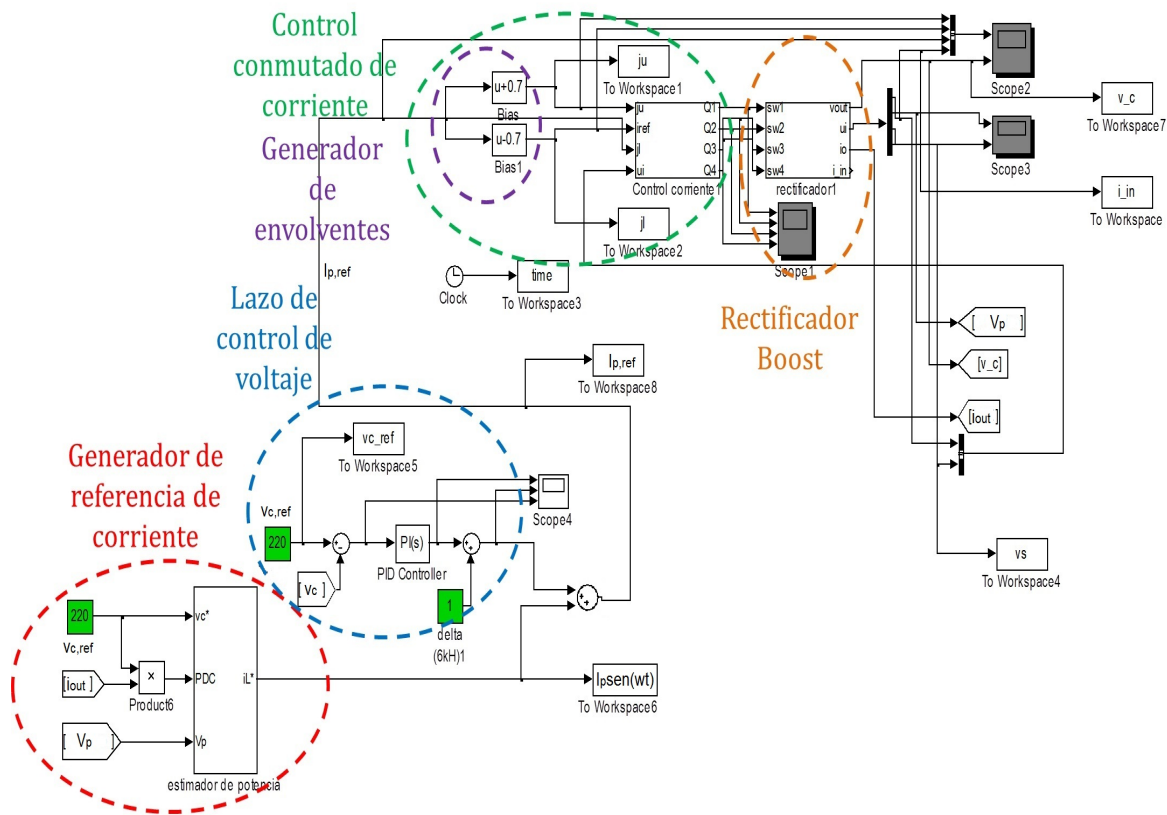 Control
conmutado de
corriente
Generador
de
envolventes
u+0.7
Bias
u-0.7
Bias1
ju
To Workspace1
ju
iref
jl
ui
Q1
Q2
Q3
Q4
Control corriente1
jl
To Workspace2
sw1
sw2
sw3
sw4
vout
ui
io
i_in
rectificador1
Scope1
Scope2
Scope3
v_c
To Workspace7
i_in
To Workspace
Ip,ref
Clock
time
To Workspace3
Rectificador
Boost
[ Vp ]
[v_c]
[iout]
Lazo de
control de
voltaje
Ip,ref
To Workspace8
vc_ref
To Workspace5
Scope4
Vc,ref
220
PI(s)
PID Controller
[ Vc ]
1
delta
(6kH)1
vs
To Workspace4
Generador de
referencia de
corriente
220
Vc,ref
[iout ]
×
Product6
[ Vp ]
vc*
PDC
Vp
iL*
estimador de potencia
Ipsen(wt)
To Workspace6